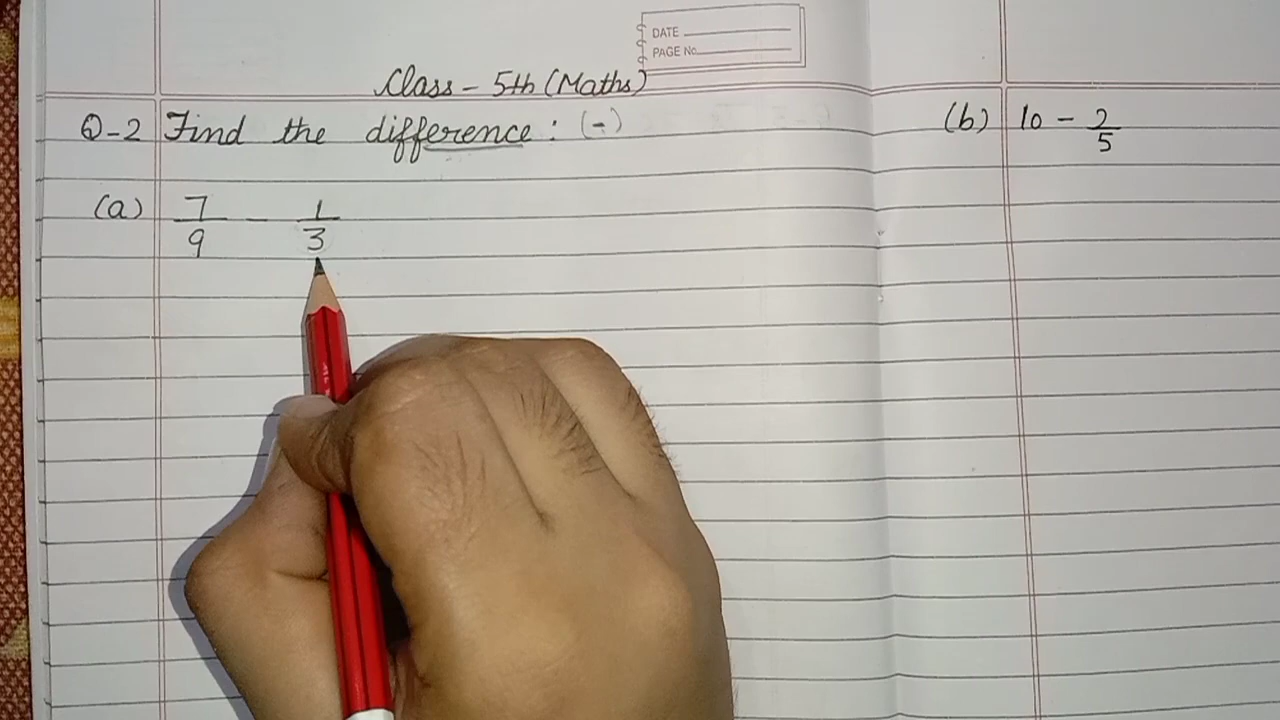 DATE
PAGE No.
Class - 5th (Maths)
Q-2 Find the difference : (-)
(a) 7/9 - 1/3
(b) 10 - 2/5